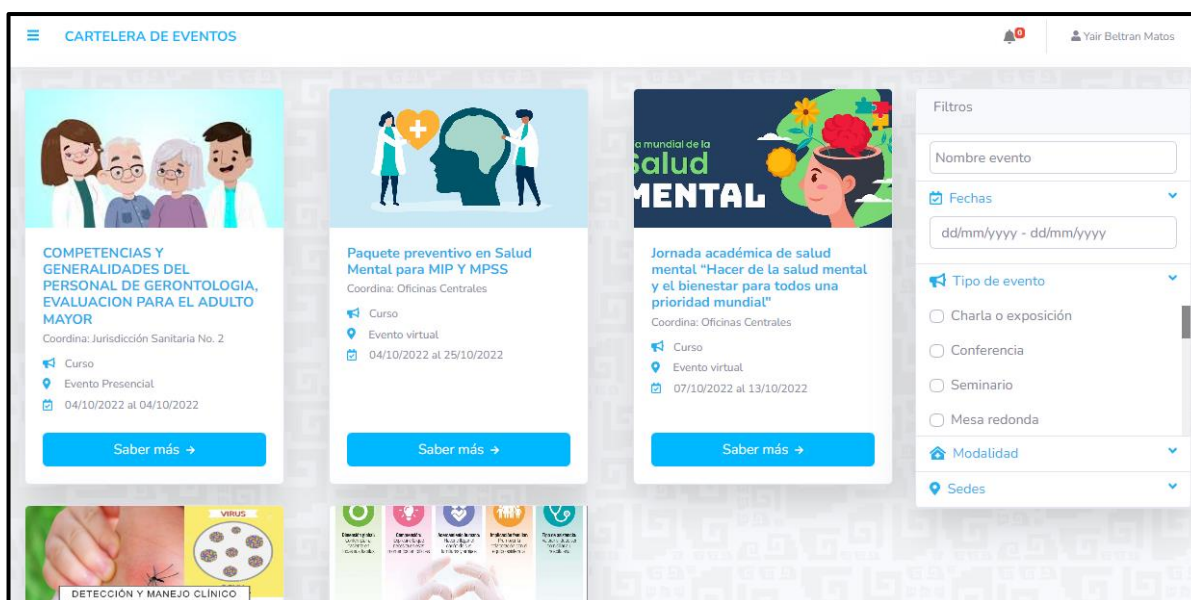 CARTELERA DE EVENTOS
0
Yair Beltran Matos
COMPETENCIAS Y
GENERALIDADES DEL
PERSONAL DE GERONTOLOGIA,
EVALUACION PARA EL ADULTO
MAYOR
Coordina: Jurisdicción Sanitaria No. 2
Curso
Evento Presencial
04/10/2022 al 04/10/2022
Saber más →
Paquete preventivo en Salud
Mental para MIP Y MPSS
Coordina: Oficinas Centrales
Curso
Evento virtual
04/10/2022 al 25/10/2022
Saber más →
a mundial de la
salud
MENTAL
Jornada académica de salud
mental "Hacer de la salud mental
y el bienestar para todos una
prioridad mundial"
Coordina: Oficinas Centrales
Curso
Evento virtual
07/10/2022 al 13/10/2022
Saber más →
Filtros
Nombre evento
Fechas
dd/mm/yyyy - dd/mm/yyyy
Tipo de evento
Charla o exposición
Conferencia
Seminario
Mesa redonda
Modalidad
Sedes
VIRUS
DETECCIÓN Y MANEJO CLÍNICO